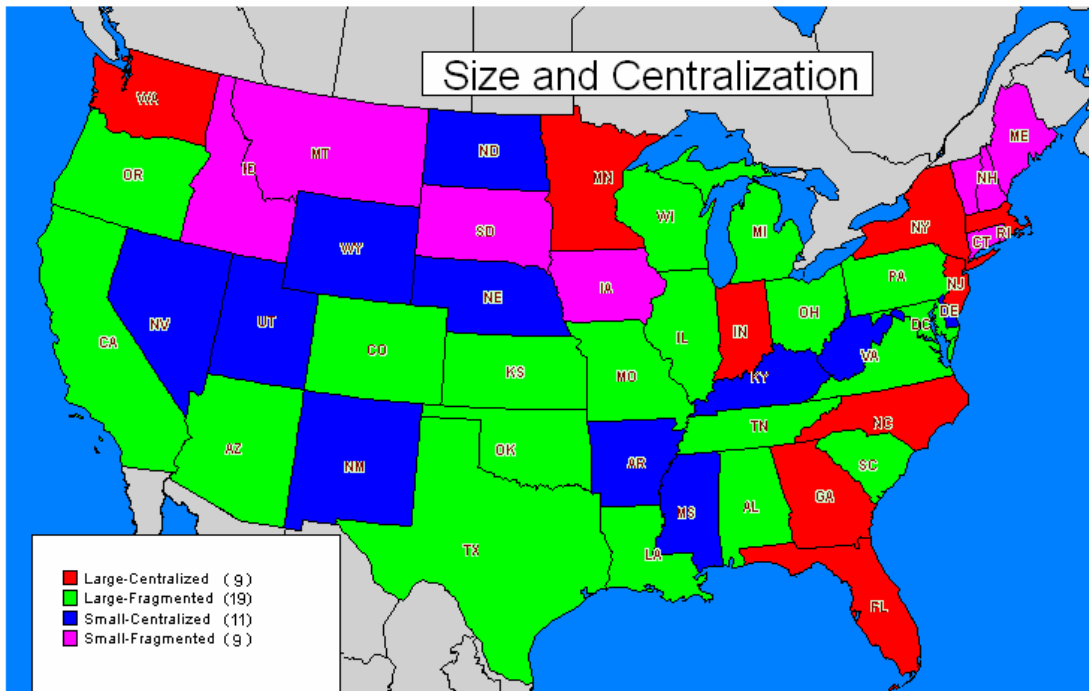 Size and Centralization
WA
MT
ND
MN
ME
OR
ID
WI
NH
SD
MI
NY
RI
CT
WY
IA
PA
NJ
NE
OH
DE
NV
UT
IL
IN
DC
CA
CO
VA
KS
MO
KY
TN
NC
AZ
OK
AR
SC
NM
MS
AL
GA
TX
LA
FL
Large-Centralized (9)
Large-Fragmented (19)
Small-Centralized (11)
Small-Fragmented (9)